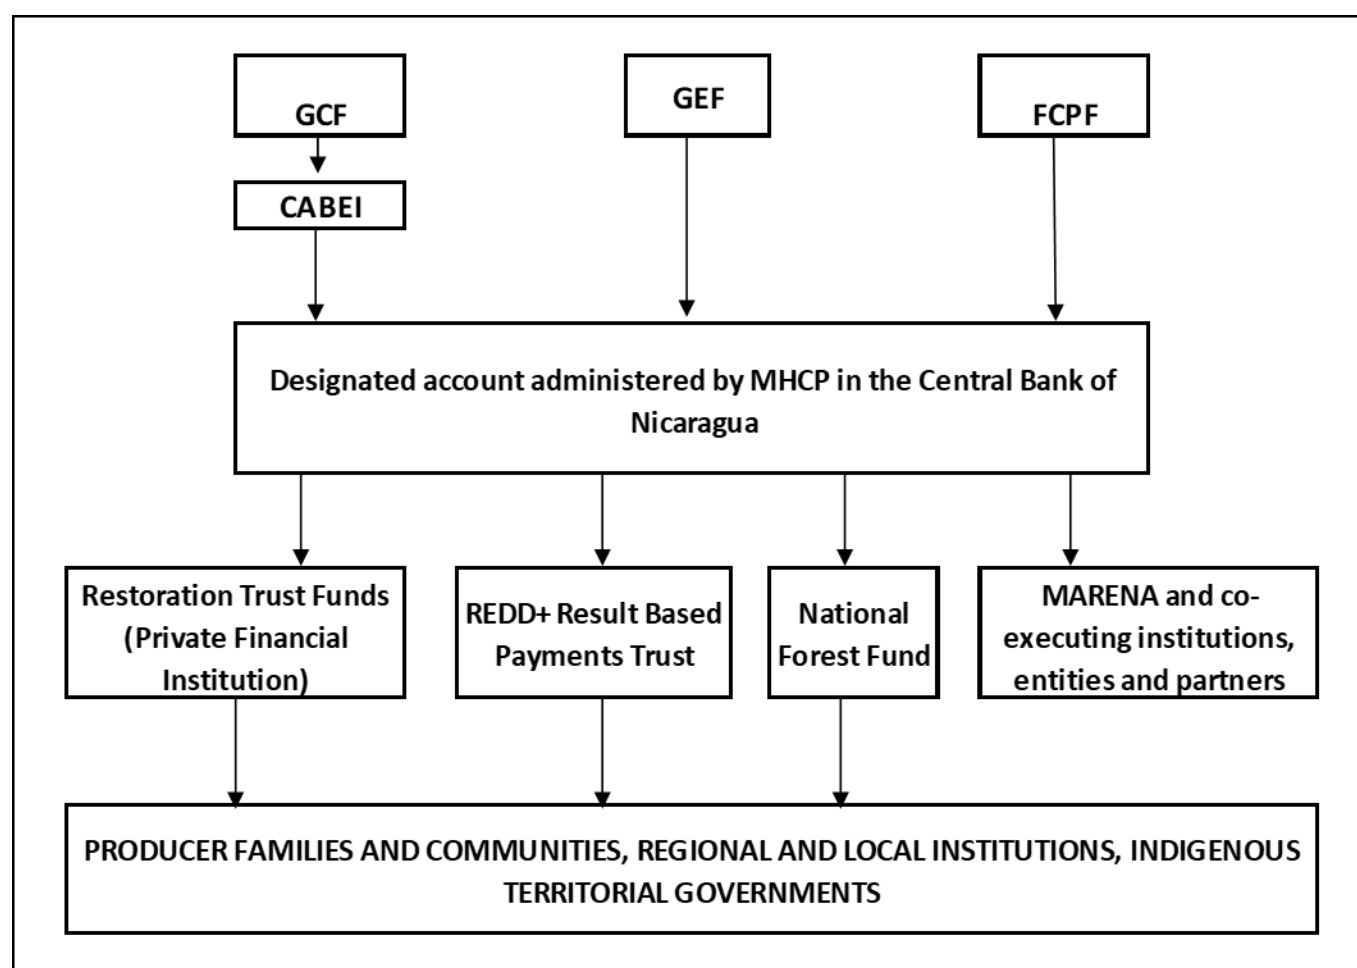 GCF
GEF
FCPF
CABEI
Designated account administered by MHCP in the Central Bank of
Nicaragua
Restoration Trust Funds
(Private Financial
Institution)
REDD+ Result Based
Payments Trust
National
Forest Fund
MARENA and co-
executing institutions,
entities and partners
PRODUCER FAMILIES AND COMMUNITIES, REGIONAL AND LOCAL INSTITUTIONS, INDIGENOUS
TERRITORIAL GOVERNMENTS